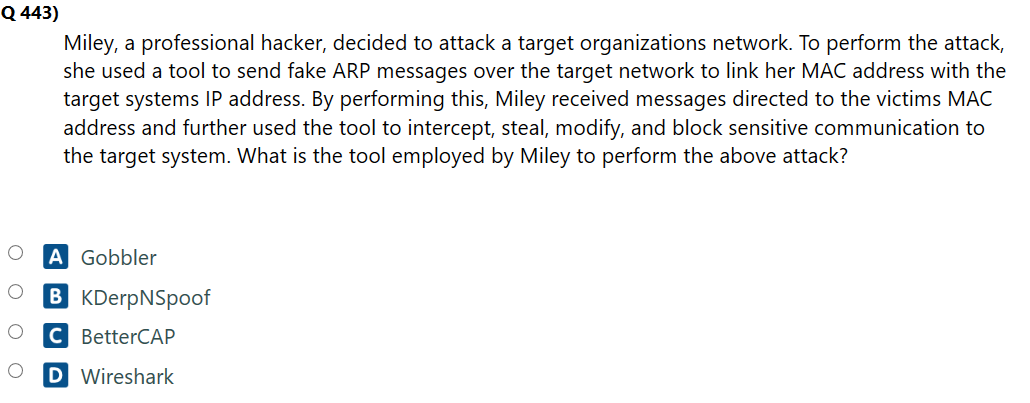 Q 443)
Miley, a professional hacker, decided to attack a target organizations network. To perform the attack,
she used a tool to send fake ARP messages over the target network to link her MAC address with the
target systems IP address. By performing this, Miley received messages directed to the victims MAC
address and further used the tool to intercept, steal, modify, and block sensitive communication to
the target system. What is the tool employed by Miley to perform the above attack?
A Gobbler
B KDerpNSpoof
C BetterCAP
D Wireshark